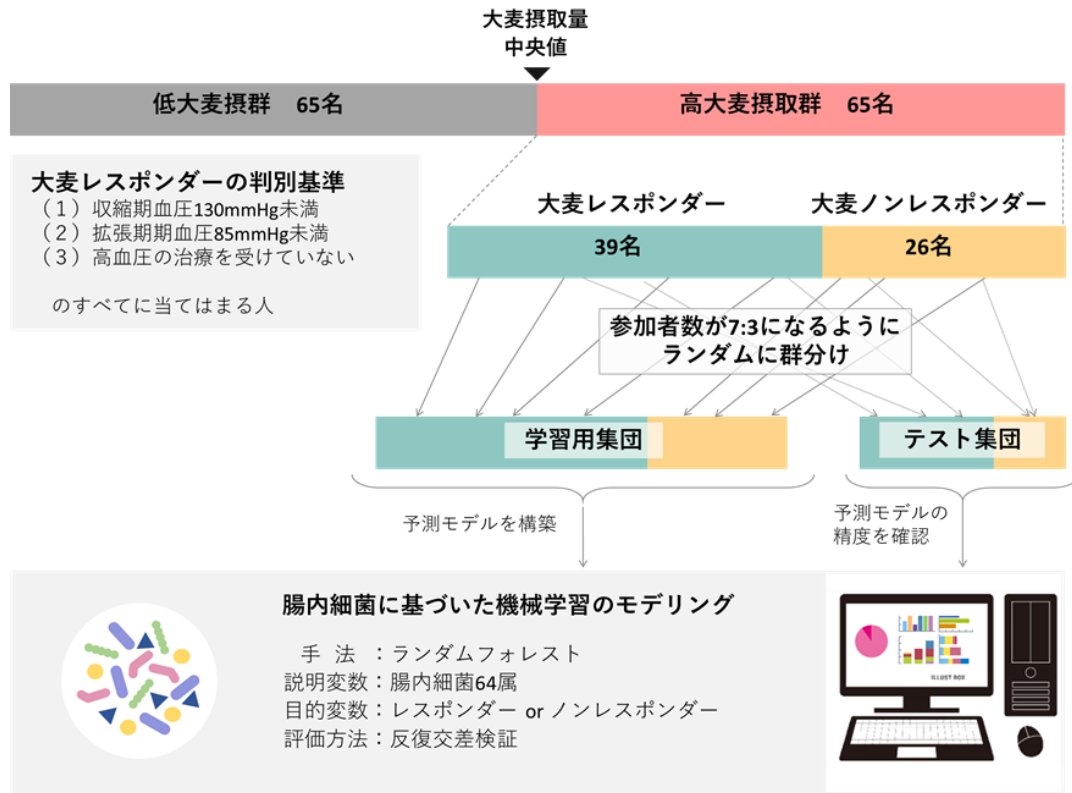 大麦摂取量
中央値
低大麦摂群 65名
高大麦摂取群 65名
大麦レスポンダーの判別基準
（1）収縮期血圧130mmHg未満
（2）拡張期期血圧85mmHg未満
（3）高血圧の治療を受けていない
のすべてに当てはまる人
大麦レスポンダー
大麦ノンレスポンダー
39名
26名
参加者数が7:3になるように
ランダムに群分け
学習用集団
テスト集団
予測モデルを構築
予測モデルの
精度を確認
腸内細菌に基づいた機械学習のモデリング
手 法 ：ランダムフォレスト
説明変数：腸内細菌64属
目的変数：レスポンダー or ノンレスポンダー
評価方法：反復交差検証
ILLUST BOX